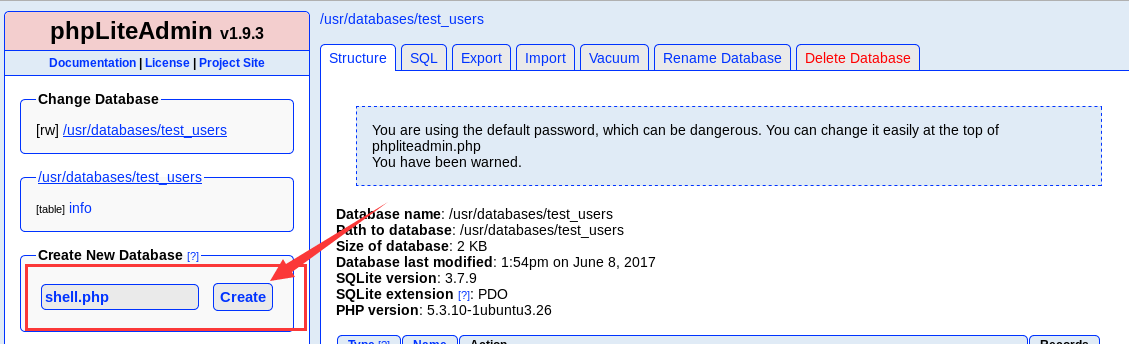 phpLiteAdmin v1.9.3
Documentation | License | Project Site
Change Database
[rw] /usr/databases/test_users
/usr/databases/test_users
[table] info
Create New Database [?]
shell.php Create
/usr/databases/test_users
Structure SQL Export Import Vacuum Rename Database Delete Database
You are using the default password, which can be dangerous. You can change it easily at the top of
phpliteadmin.php
You have been warned.
Database name: /usr/databases/test_users
Path to database: /usr/databases/test_users
Size of database: 2 KB
Database last modified: 1:54pm on June 8, 2017
SQLite version: 3.7.9
SQLite extension [?]: PDO
PHP version: 5.3.10-1ubuntu3.26
Type [?] Name Action Records